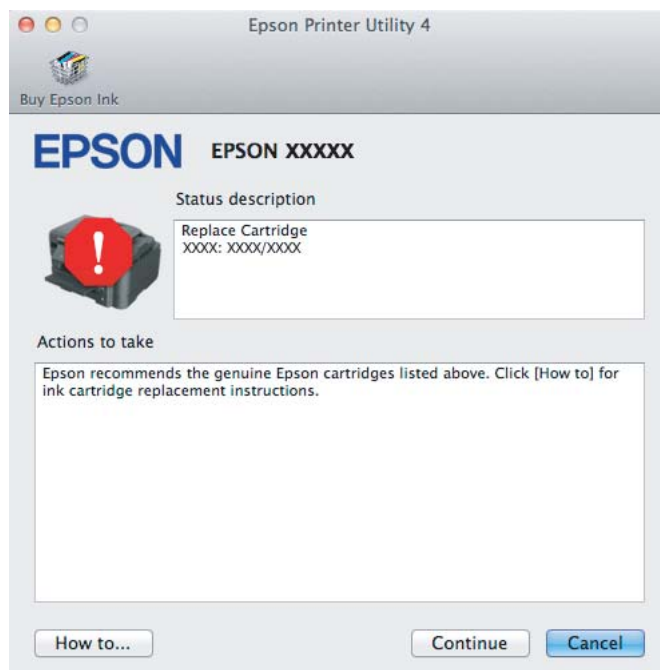 Epson Printer Utility 4
Buy Epson Ink
EPSON EPSON XXXXX
Status description
Replace Cartridge
XXXX: XXXX/XXXX
Actions to take
Epson recommends the genuine Epson cartridges listed above. Click [How to] for
ink cartridge replacement instructions.
How to... Continue Cancel